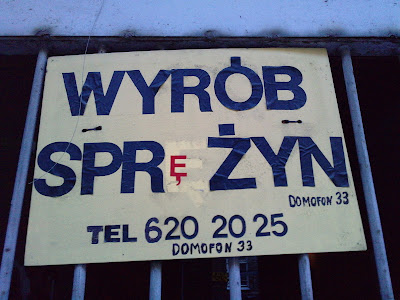 WYRÓB
SPRĘŻYN
DOMOFON 33
TEL 620 20 25
DOMOFON 33